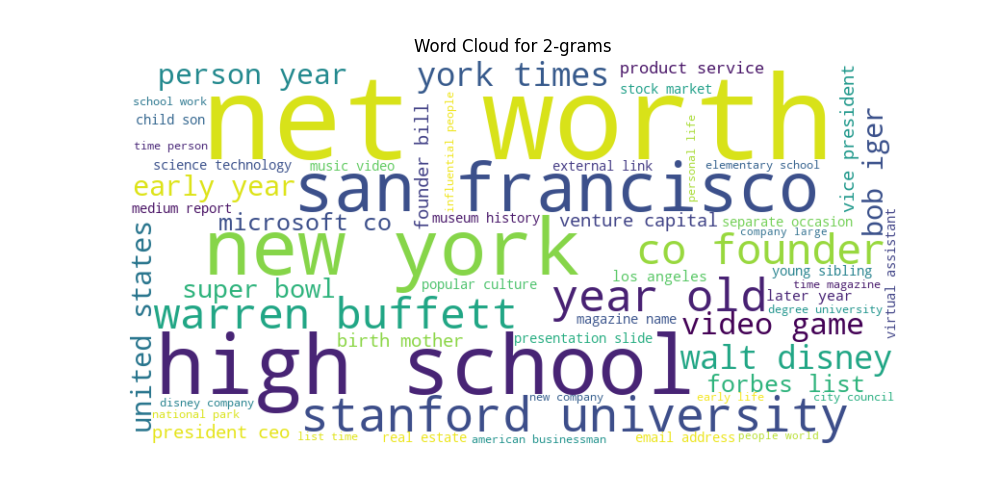 Word Cloud for 2-grams
person year
york times
product service
stock market
school work
child son
time person
net worth
founder bill
influential people
personal life
vice president
bob iger
science technology
music video
external link
elementary school
early year
san francisco
medium report
microsoft co
museum history
venture capital
separate occasion
company large
united states
new york
co founder
virtual assistant
young sibling
los angeles
popular culture
super bowl
time magazine
year old
later year
warren buffett
magazine name
degree university
video game
birth mother
presentation slide
high school
walt disney
forbes list
disney company
new company
early life
city council
national park
stanford university
president ceo
list time
real estate
american businessman
email address
people world